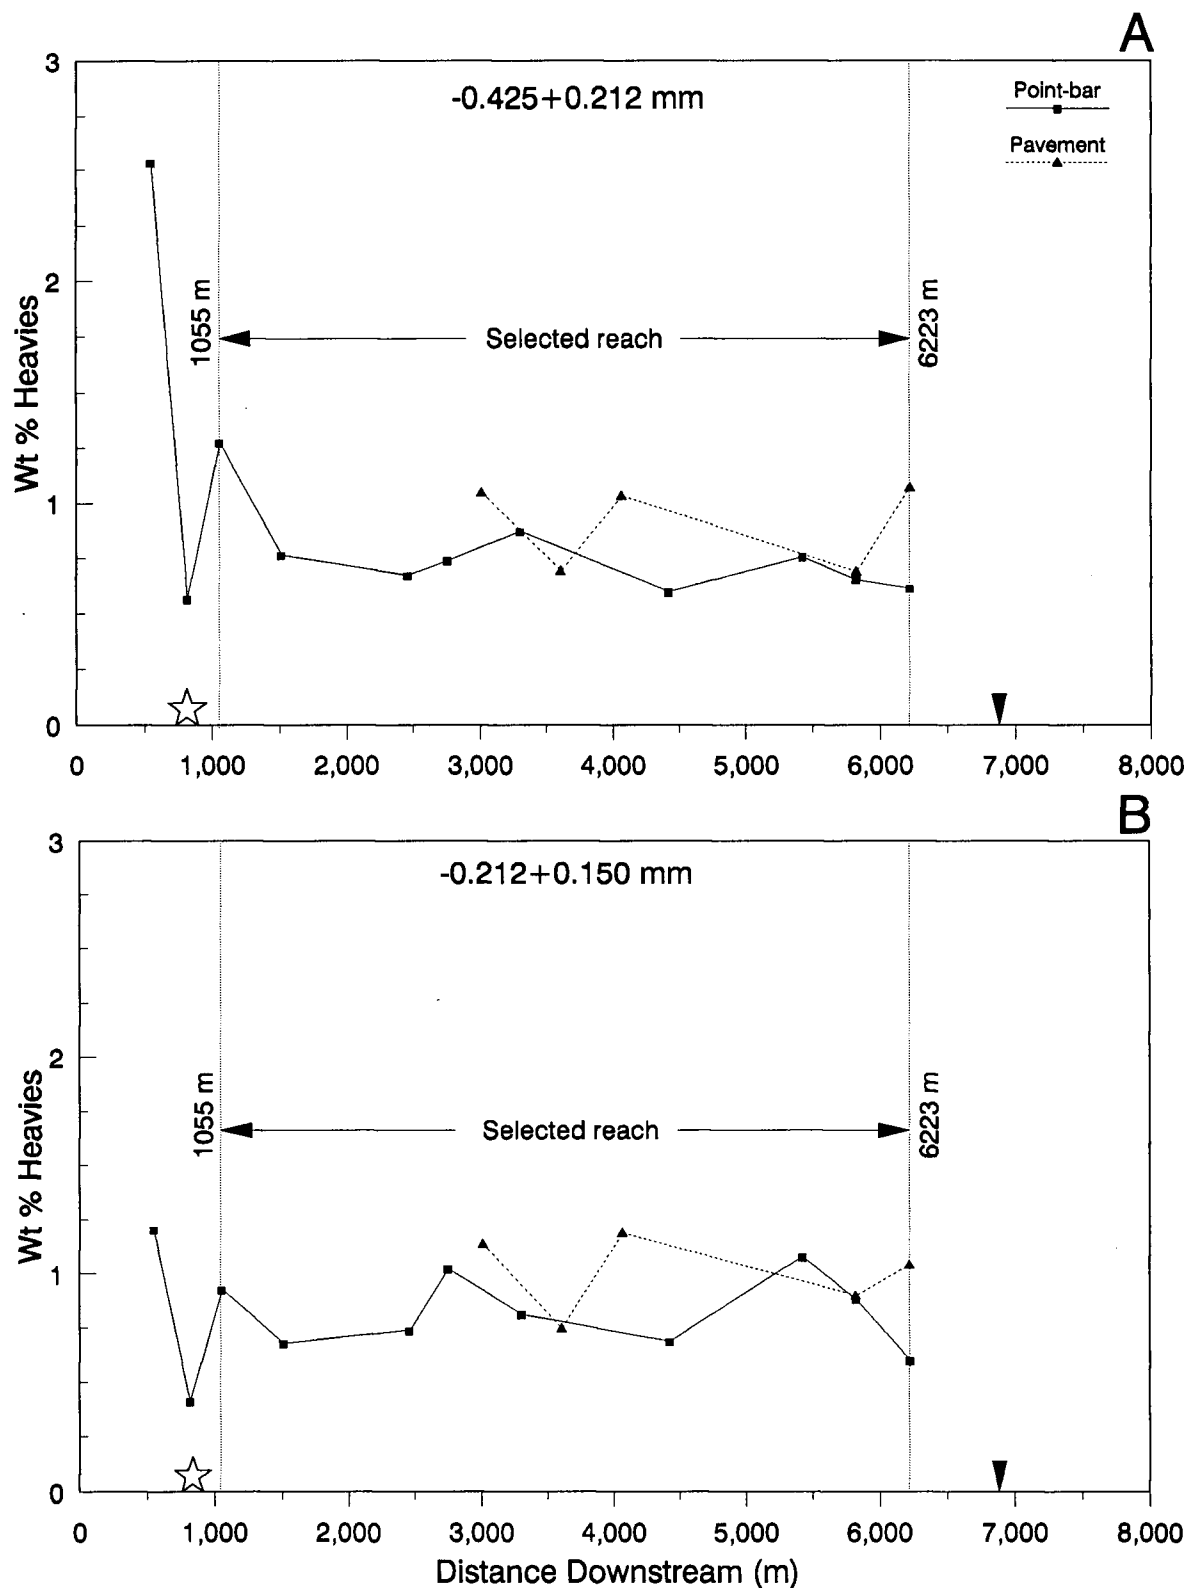 A
3
-0.425+0.212 mm
Point-bar
Pavement
2
1055 m
Selected reach
6223 m
Wt % Heavies
1
0
0 1,000 2,000 3,000 4,000 5,000 6,000 7,000 8,000
B
3
-0.212+0.150 mm
2
1055 m
Selected reach
6223 m
Wt % Heavies
1
0
0 1,000 2,000 3,000 4,000 5,000 6,000 7,000 8,000
Distance Downstream (m)